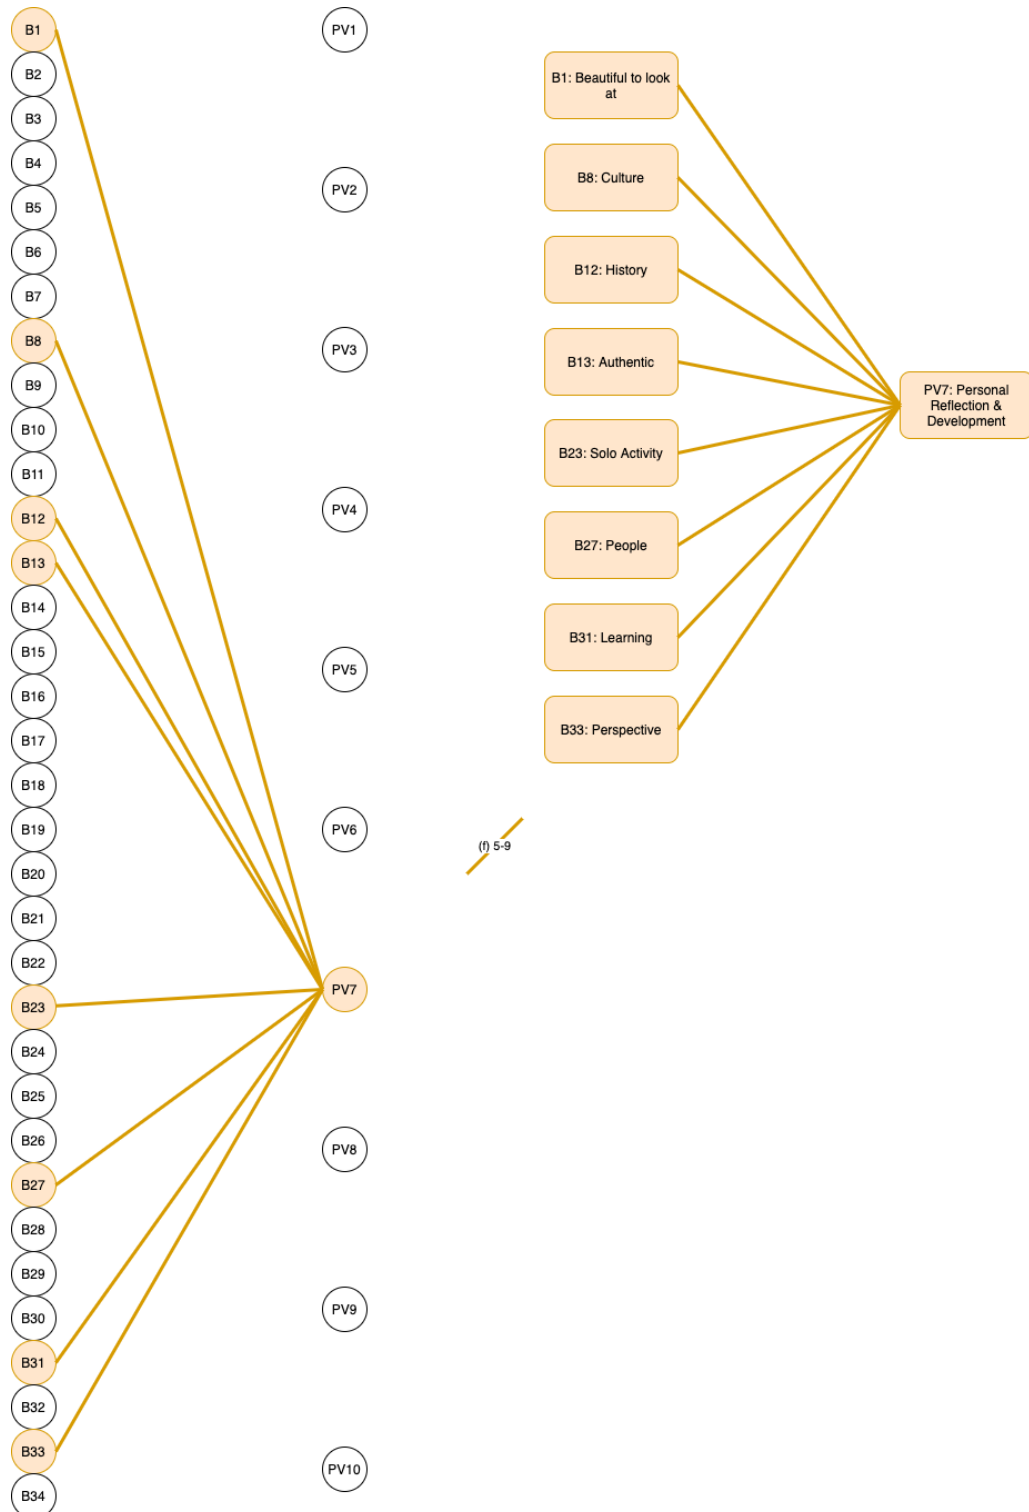 B1
B2
B3
B4
B5
B6
B7
B8
B9
B10
B11
B12
B13
B14
B15
B16
B17
B18
B19
B20
B21
B22
B23
B24
B25
B26
B27
B28
B29
B30
B31
B32
B33
B34
PV1
PV2
PV3
PV4
PV5
PV6
PV7
PV8
PV9
PV10
B1: Beautiful to look
at
B8: Culture
B12: History
B13: Authentic
B23: Solo Activity
B27: People
B31: Learning
B33: Perspective
PV7: Personal
Reflection &
Development
(f) 5-9